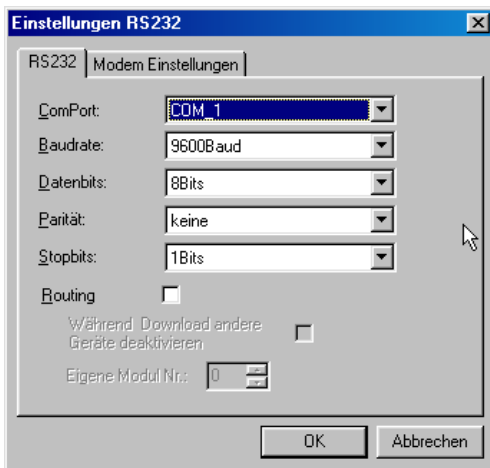 Einstellungen RS232
RS232
Modem Einstellungen
ComPort:
COM_1
Baudrate:
9600Baud
Datenbits:
8Bits
Parität:
keine
Stopbits:
1Bits
Routing
Während Download andere
Geräte deaktivieren
Eigene Modul Nr.:
0
OK
Abbrechen